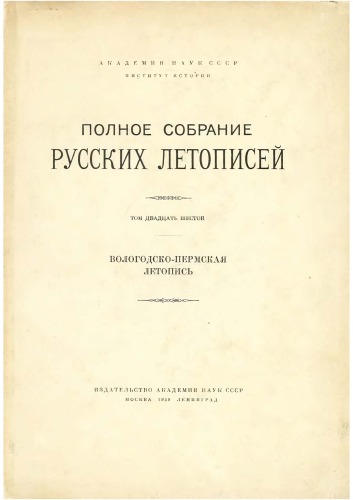 АКАДЕМИЯ НАУК СССР
ИНСТИТУТ ИСТОРИИ
ПОЛНОЕ СОБРАНИЕ
РУССКИХ ЛЕТОПИСЕЙ
ТОМ ДВАДЦАТЬ ШЕСТОЙ
ВОЛОГОДСКО-ПЕРМСКАЯ
ЛЕТОПИСЬ
ИЗДАТЕЛЬСТВО АКАДЕМИИ НАУК СССР
МОСКВА 1959 ЛЕНИНГРАД